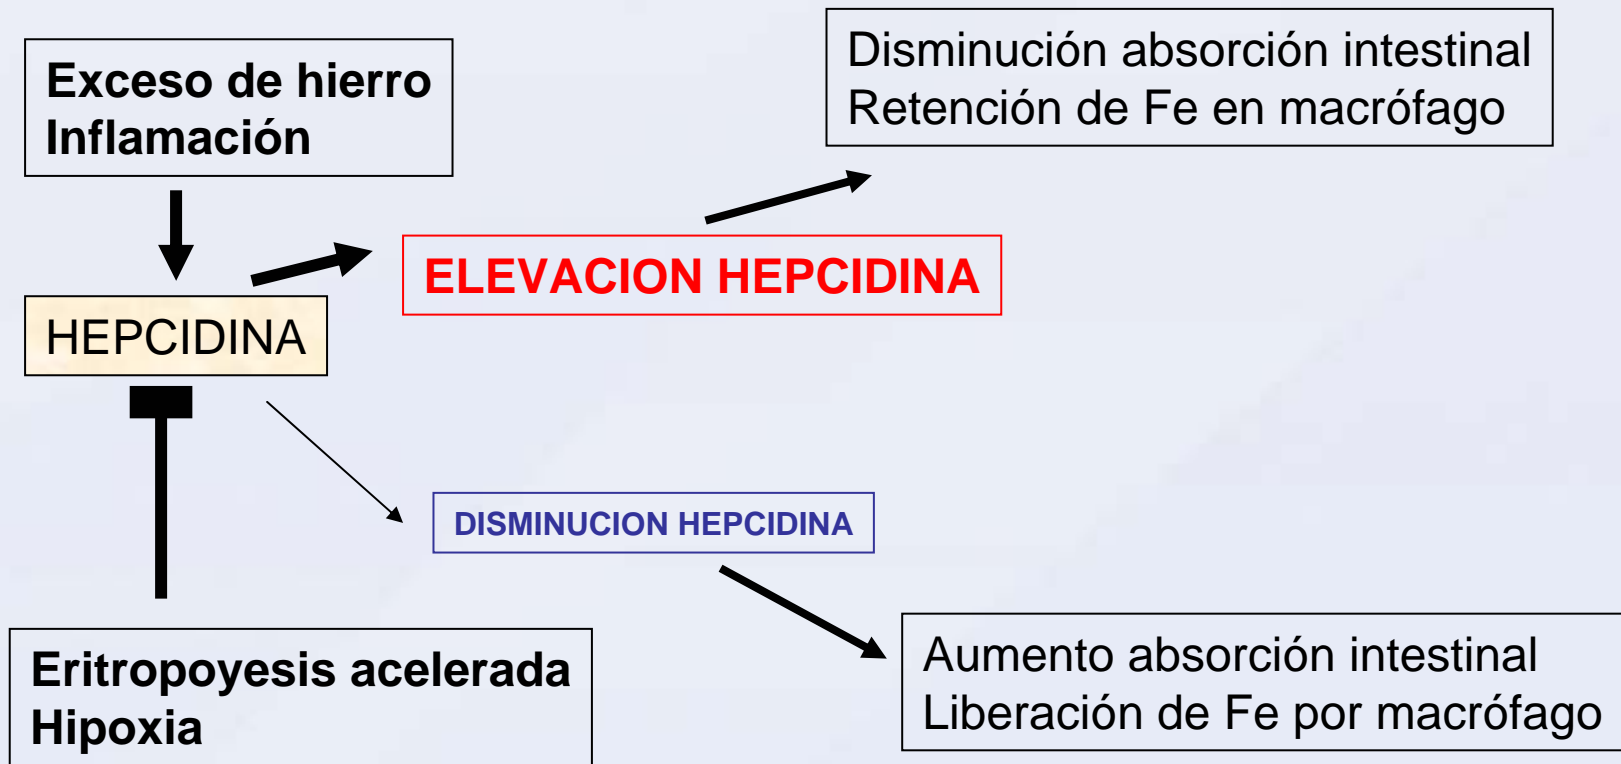 Exceso de hierro
Inflamación
Disminución absorción intestinal
Retención de Fe en macrófago
ELEVACION HEPCIDINA
HEPCIDINA
DISMINUCION HEPCIDINA
Eritropoyesis acelerada
Hipoxia
Aumento absorción intestinal
Liberación de Fe por macrófago